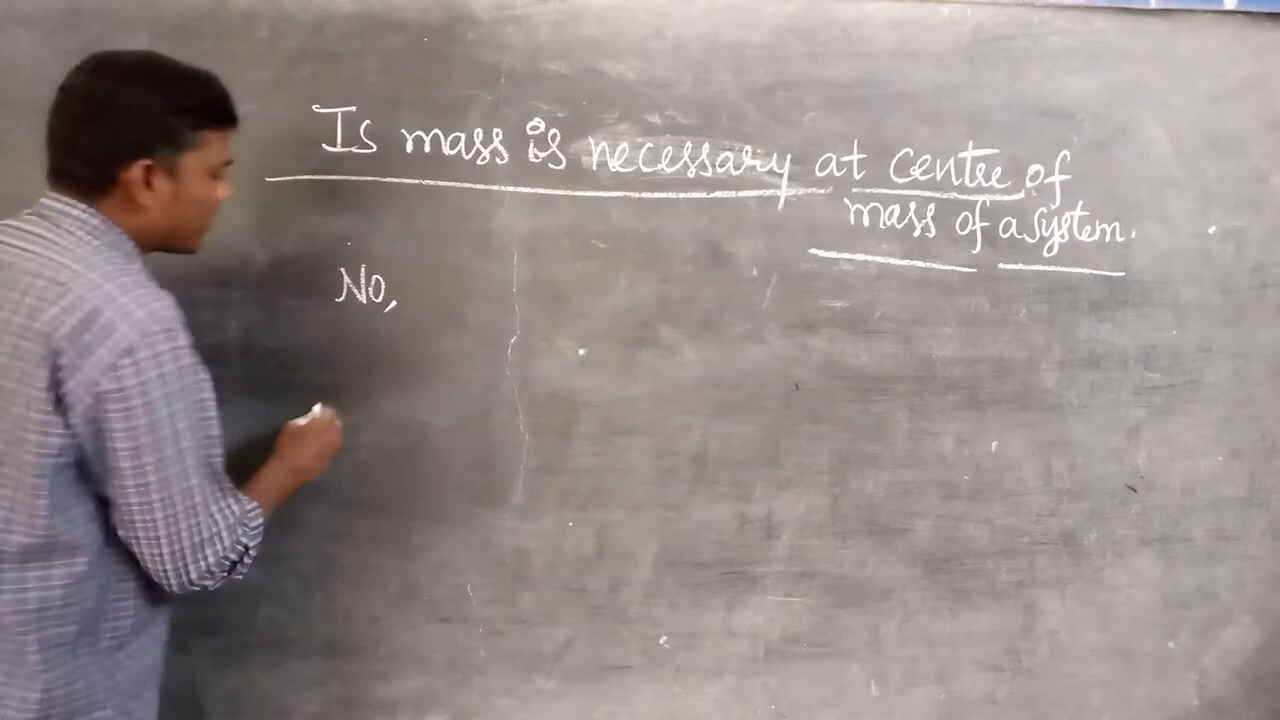 Is mass is necessary at centre of
mass of a system.
No,